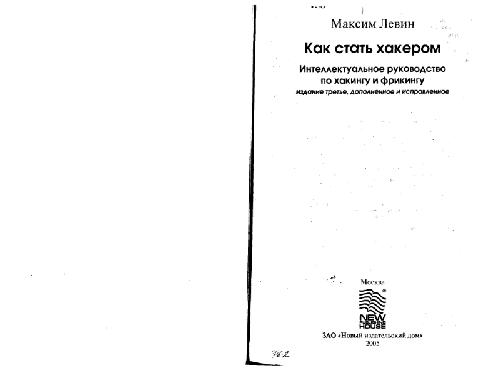 Максим Левин
Как стать хакером
Интеллектуальное руководство
по хакингу и фрикингу
издание третье, дополненное и исправленное
Москва
NEW
HOUSE
ЗАО «Новый издательский дом»
2005